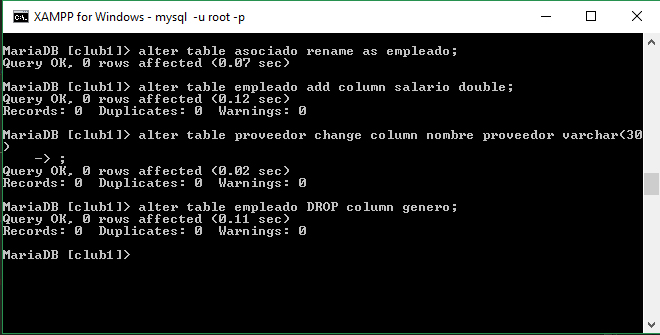 XAMPP for Windows - mysql  -u root -p
MariaDB [club1]> alter table asociado rename as empleado;
Query OK, 0 rows affected (0.07 sec)
MariaDB [club1]> alter table empleado add column salario double;
Query OK, 0 rows affected (0.12 sec)
Records: 0  Duplicates: 0  Warnings: 0
MariaDB [club1]> alter table proveedor change column nombre proveedor varchar(30
)
    -> ;
Query OK, 0 rows affected (0.02 sec)
Records: 0  Duplicates: 0  Warnings: 0
MariaDB [club1]> alter table empleado DROP column genero;
Query OK, 0 rows affected (0.11 sec)
Records: 0  Duplicates: 0  Warnings: 0
MariaDB [club1]>